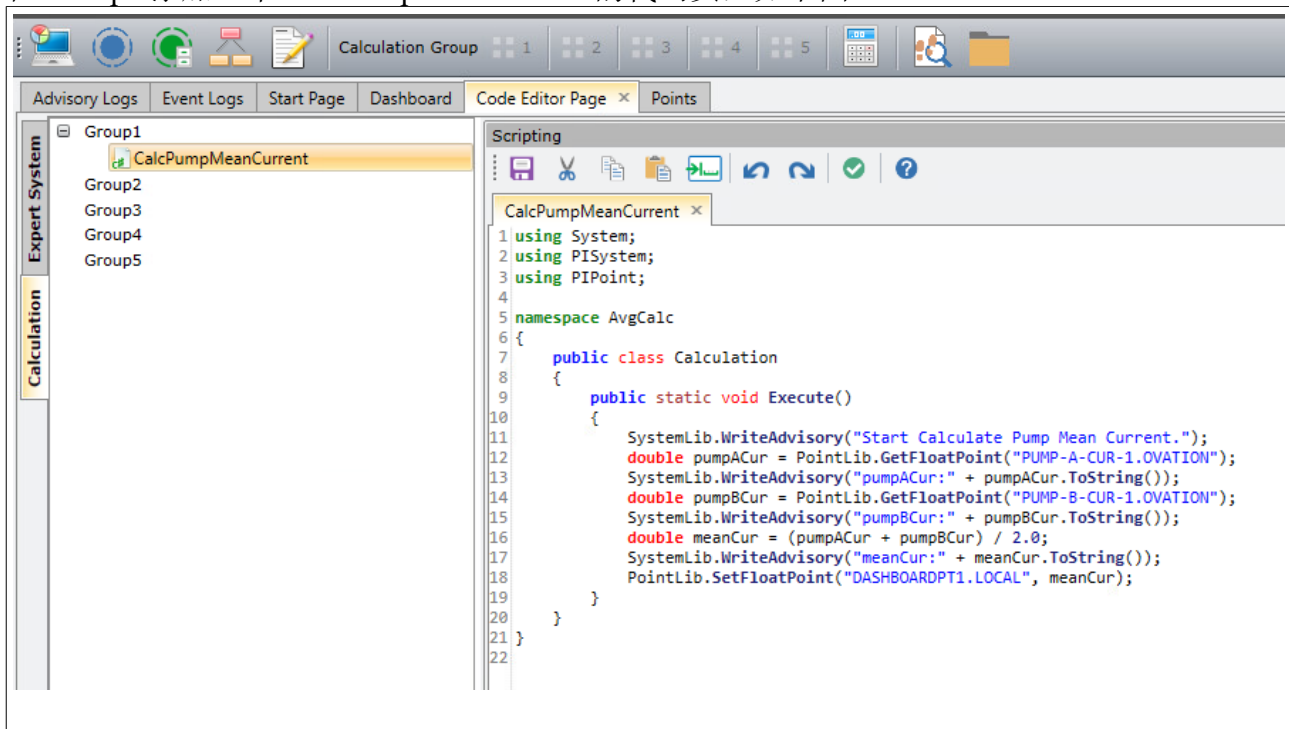 Calculation Group 1 2 3 4 5
Advisory Logs Event Logs Start Page Dashboard Code Editor Page × Points
Expert System
Calculation
Group1
CalcPumpMeanCurrent
Group2
Group3
Group4
Group5
Scripting
CalcPumpMeanCurrent ×
1 using System;
2 using PISystem;
3 using PIPoint;
4
5 namespace AvgCalc
6 {
7     public class Calculation
8     {
9         public static void Execute()
10         {
11             SystemLib.WriteAdvisory("Start Calculate Pump Mean Current.");
12             double pumpACur = PointLib.GetFloatPoint("PUMP-A-CUR-1.OVATION");
13             SystemLib.WriteAdvisory("pumpACur:" + pumpACur.ToString());
14             double pumpBCur = PointLib.GetFloatPoint("PUMP-B-CUR-1.OVATION");
15             SystemLib.WriteAdvisory("pumpBCur:" + pumpBCur.ToString());
16             double meanCur = (pumpACur + pumpBCur) / 2.0;
17             SystemLib.WriteAdvisory("meanCur:" + meanCur.ToString());
18             PointLib.SetFloatPoint("DASHBOARDPT1.LOCAL", meanCur);
19         }
20     }
21 }
22